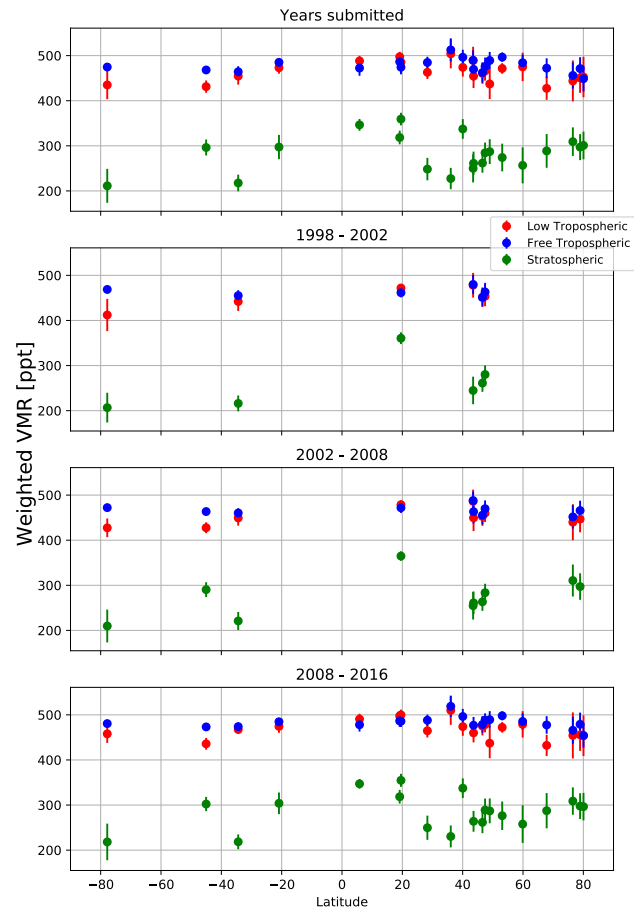 Years submitted
500
400
300
200
Low Tropospheric
Free Tropospheric
Stratospheric
1998 - 2002
500
400
300
200
Weighted VMR [ppt]
2002 - 2008
500
400
300
200
2008 - 2016
500
400
300
200
−80 −60 −40 −20 0 20 40 60 80
Latitude